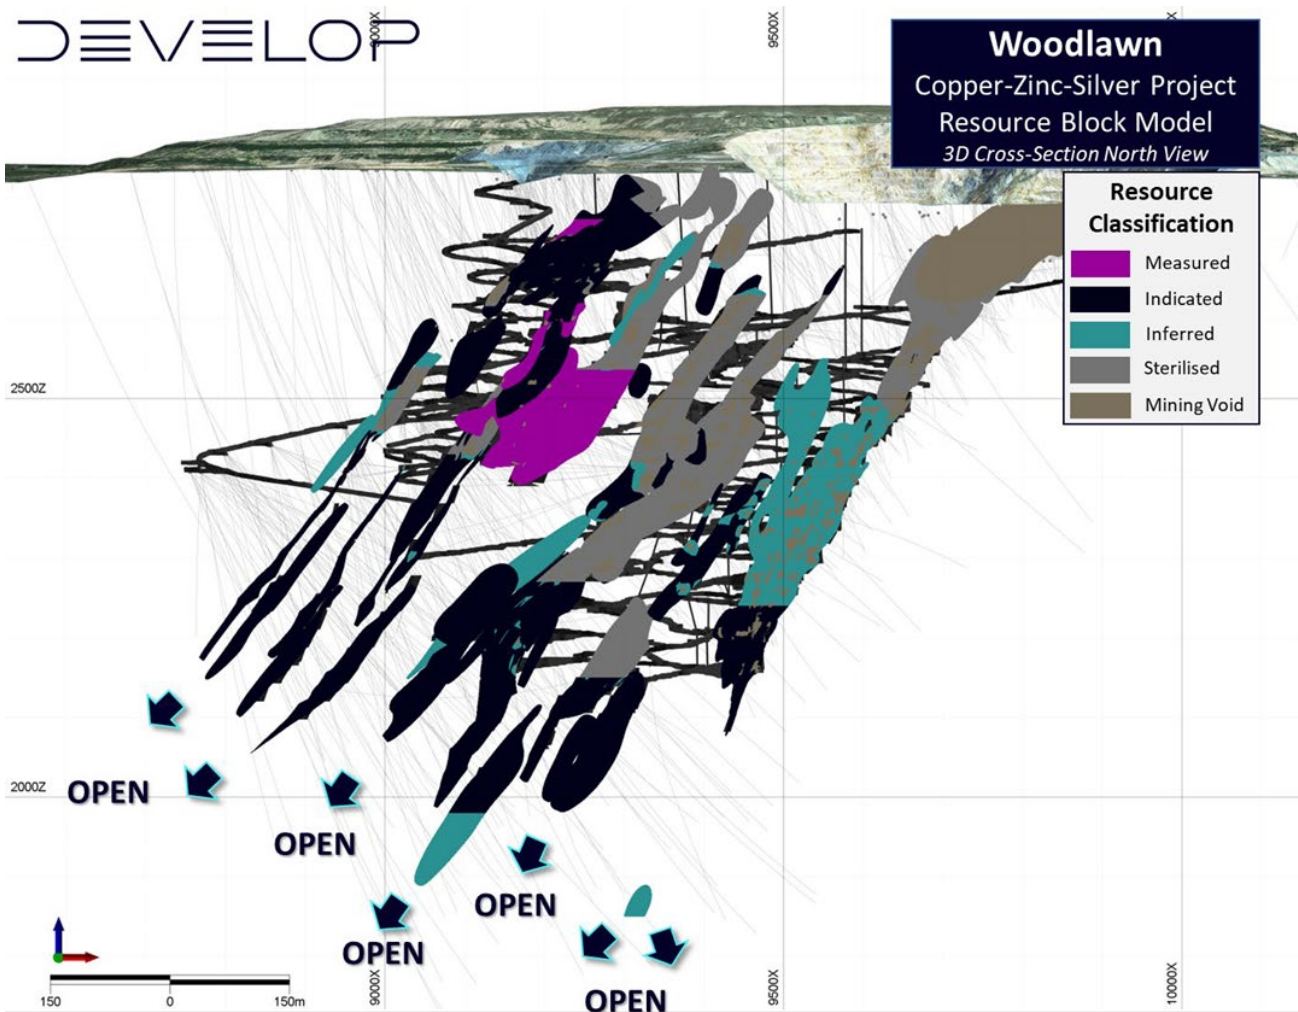 DEVELOP
9000X
9500X
Woodlawn
Copper-Zinc-Silver Project
Resource Block Model
3D Cross-Section North View
Resource
Classification
Measured
Indicated
Inferred
Sterilised
Mining Void
2500Z
2000Z
OPEN
OPEN
OPEN
OPEN
OPEN
150
0
150m
9000X
9500X
10000X